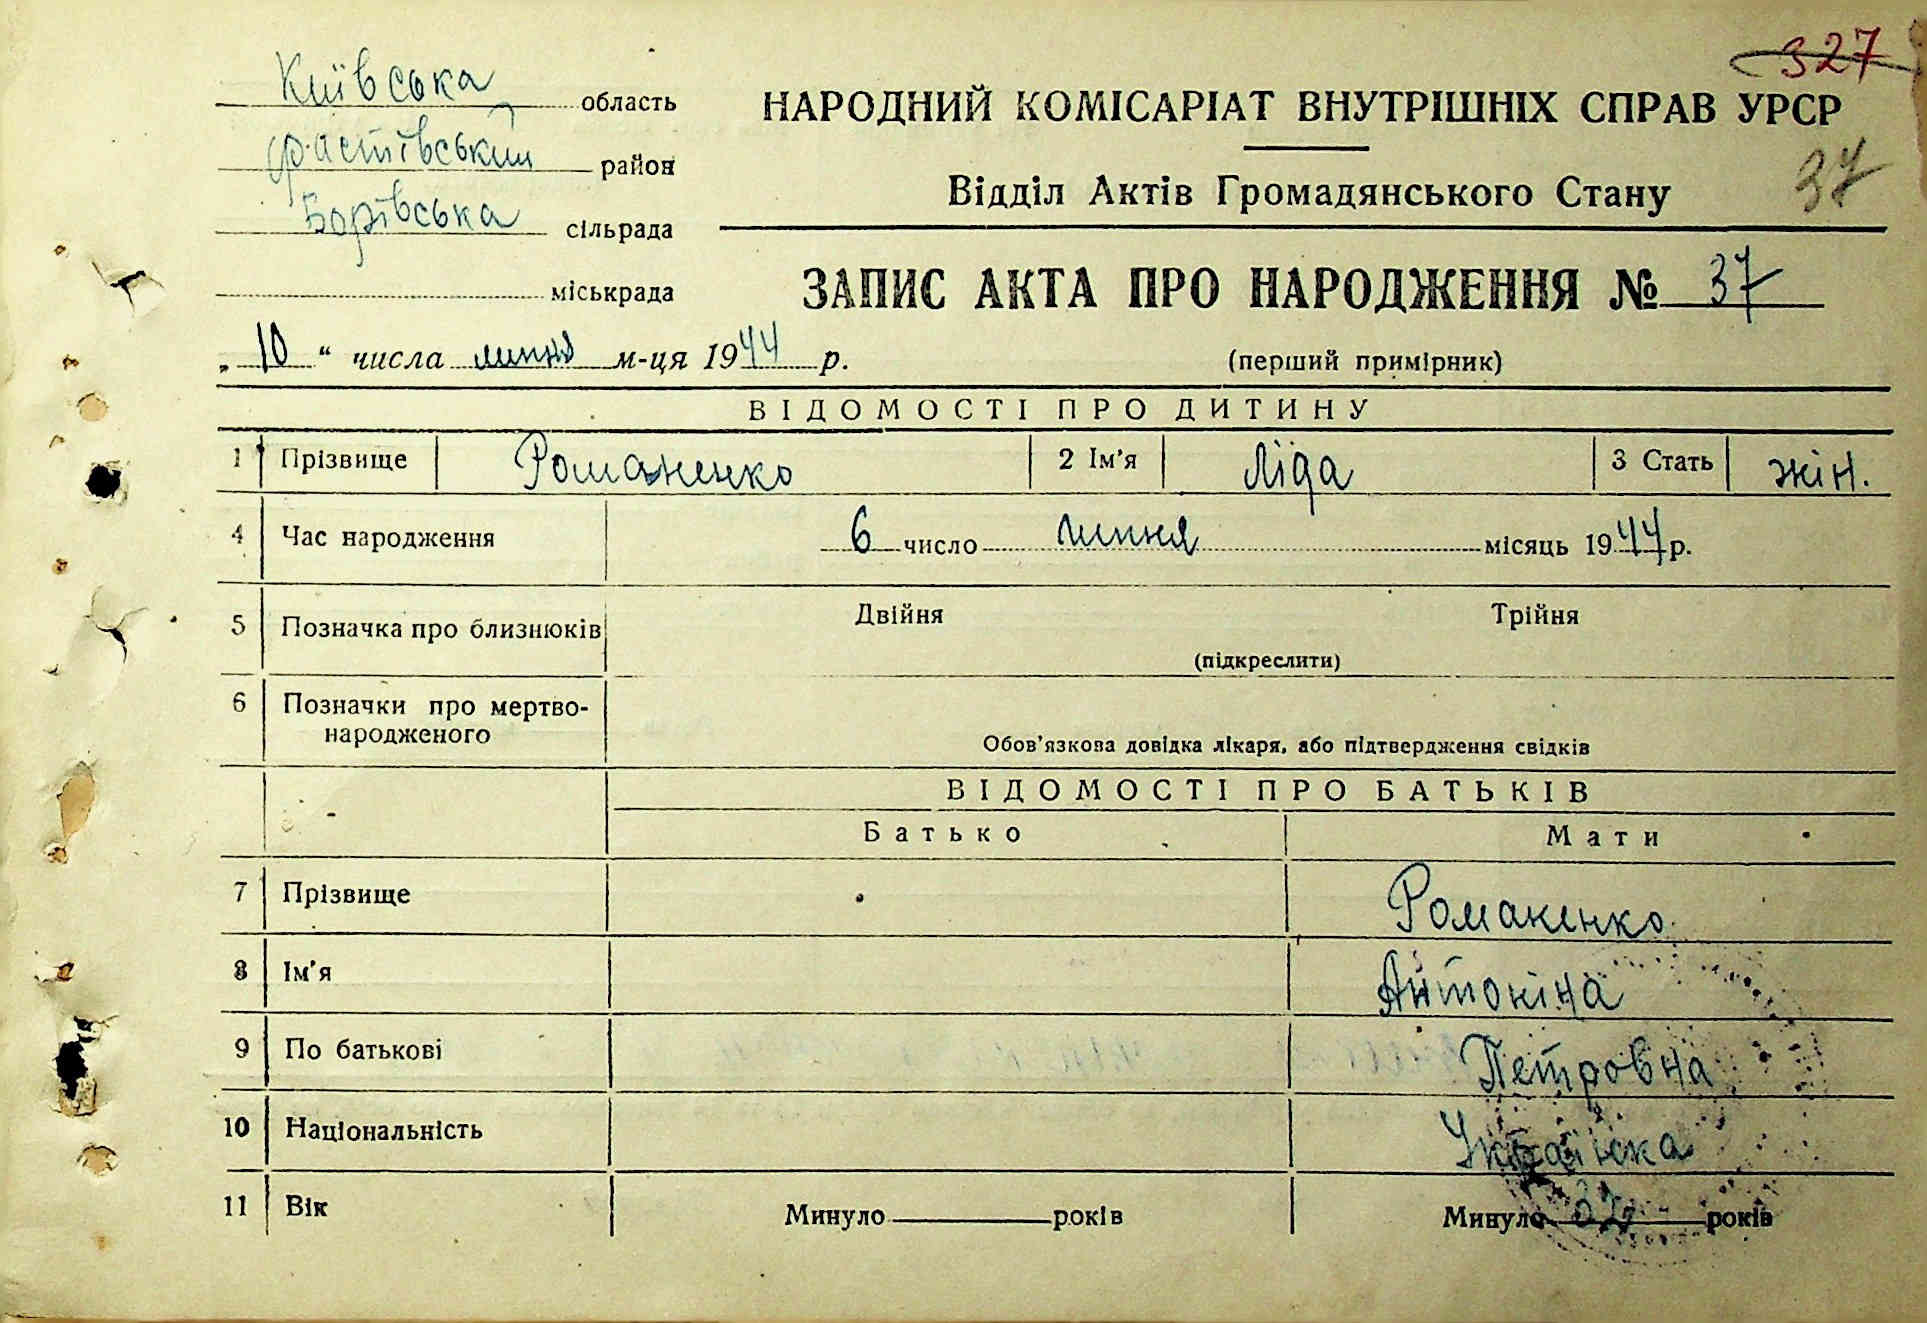 327
Київська область
Фастівський район
Борівська сільрада
міськрада
НАРОДНИЙ КОМІСАРІАТ ВНУТРІШНІХ СПРАВ УРСР
37
Відділ Актів Громадянського Стану
ЗАПИС АКТА ПРО НАРОДЖЕННЯ № 37
„ 10 “ числа липня м-ця 1944 р.
(перший примірник)
ВІДОМОСТІ ПРО ДИТИНУ
1 Прізвище Романенко 2 Ім'я Ліда 3 Стать жін.
4 Час народження 6 число липня місяць 1944 р.
5 Позначка про близнюків Двійня Трійня
(підкреслити)
6 Позначки про мертво-
народженого
Обов'язкова довідка лікаря, або підтвердження свідків
ВІДОМОСТІ ПРО БАТЬКІВ
Батько Мати
7 Прізвище Романенко
8 Ім'я Антоніна
9 По батькові Петровна
10 Національність Українка
11 Вік Минуло років Минуло років